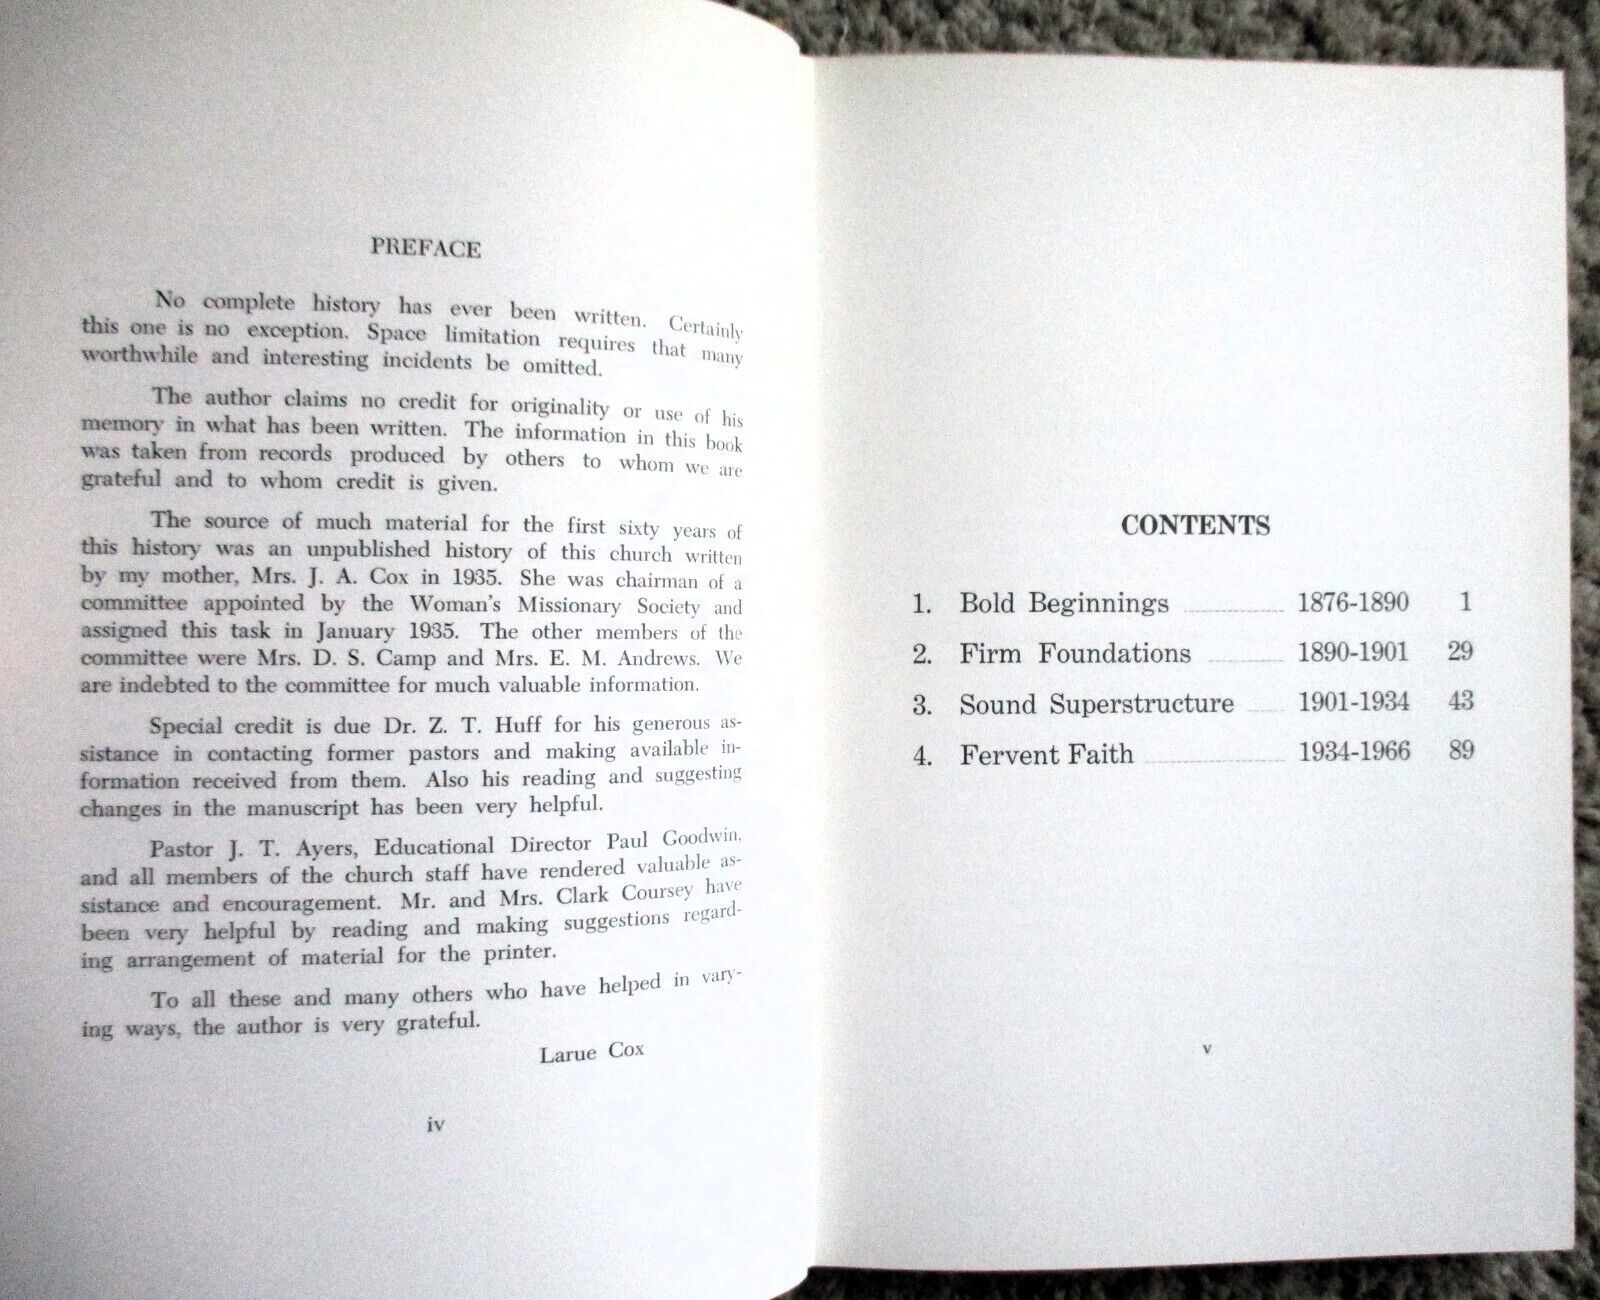 PREFACE
No complete history has ever been written. Certainly
this one is no exception. Space limitation requires that many
worthwhile and interesting incidents be omitted.
The author claims no credit for originality or use of his
memory in what has been written. The information in this book
was taken from records produced by others to whom we are
grateful and to whom credit is given.
The source of much material for the first sixty years of
this history was an unpublished history of this church written
by my mother, Mrs. J. A. Cox in 1935. She was chairman of a
committee appointed by the Woman's Missionary Society and
assigned this task in January 1935. The other members of the
committee were Mrs. D. S. Camp and Mrs. E. M. Andrews. We
are indebted to the committee for much valuable information.
Special credit is due Dr. Z. T. Huff for his generous as-
sistance in contacting former pastors and making available in-
formation received from them. Also his reading and suggesting
changes in the manuscript has been very helpful.
Pastor J. T. Ayers, Educational Director Paul Goodwin,
and all members of the church staff have rendered valuable as-
sistance and encouragement. Mr. and Mrs. Clark Coursey have
been very helpful by reading and making suggestions regard-
ing arrangement of material for the printer.
To all these and many others who have helped in vary-
ing ways, the author is very grateful.
Larue Cox
iv
CONTENTS
1. Bold Beginnings 1876-1890 1
2. Firm Foundations 1890-1901 29
3. Sound Superstructure 1901-1934 43
4. Fervent Faith 1934-1966 89
v